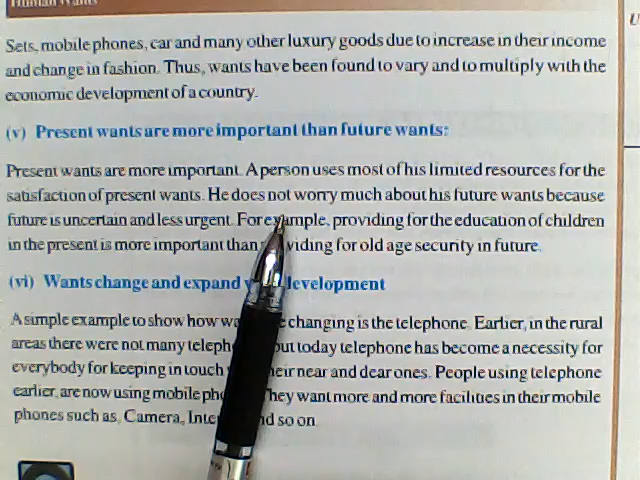 Human Wants
Sets, mobile phones, car and many other luxury goods due to increase in their income
and change in fashion. Thus, wants have been found to vary and to multiply with the
economic development of a country.
(v) Present wants are more important than future wants:
Present wants are more important. A person uses most of his limited resources for the
satisfaction of present wants. He does not worry much about his future wants because
future is uncertain and less urgent. For example, providing for the education of children
in the present is more important than viding for old age security in future.
(vi) Wants change and expand development
A simple example to show how changing is the telephone. Earlier, in the rural
areas there were not many but today telephone has become a necessity for
everybody for keeping in touch their near and dear ones. People using telephone
earlier, are now using mobile They want more and more facilities in their mobile
phones such as, Camera, and so on.